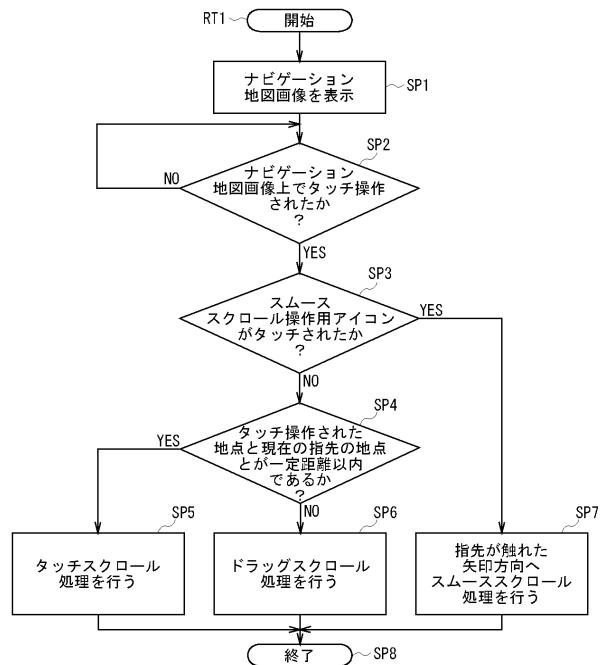 RT1
開始
ナビゲーション
地図画像を表示
SP1
SP2
ナビゲーション
地図画像上でタッチ操作
されたか
?
NO
YES
SP3
スムース
スクロール操作用アイコン
がタッチされたか
?
YES
NO
SP4
タッチ操作された
地点と現在の指先の地点
とが一定距離以内
であるか
?
YES
NO
SP5
タッチスクロール
処理を行う
SP6
ドラッグスクロール
処理を行う
SP7
指先が触れた
矢印方向へ
スムーススクロール
処理を行う
終了
SP8